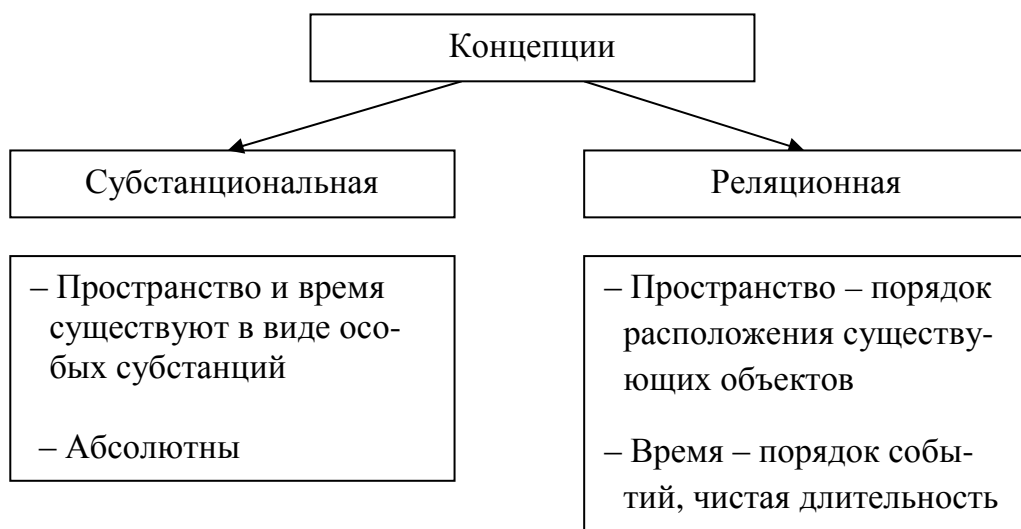 Концепции
Субстанциональная
Реляционная
– Пространство и время
существуют в виде осо-
бых субстанций
– Абсолютны
– Пространство – порядок
расположения существу-
ющих объектов
– Время – порядок собы-
тий, чистая длительность